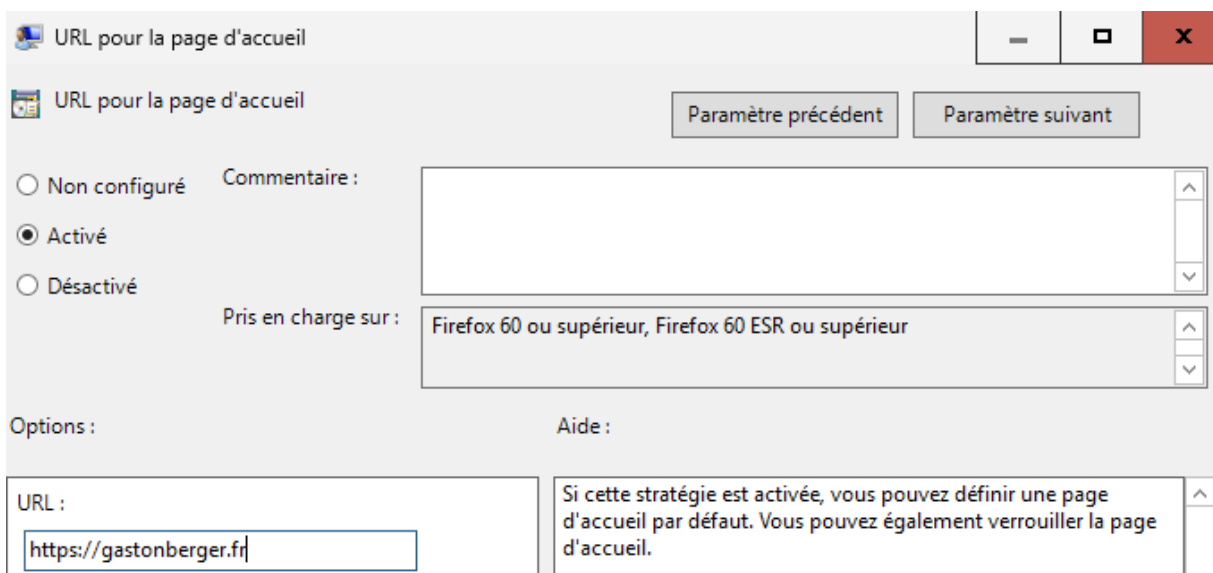 URL pour la page d'accueil
URL pour la page d'accueil
Paramètre précédent
Paramètre suivant
Non configuré
Commentaire :
Activé
Désactivé
Pris en charge sur :
Firefox 60 ou supérieur, Firefox 60 ESR ou supérieur
Options :
Aide :
URL :
https://gastonberger.fr
Si cette stratégie est activée, vous pouvez définir une page
d'accueil par défaut. Vous pouvez également verrouiller la page
d'accueil.